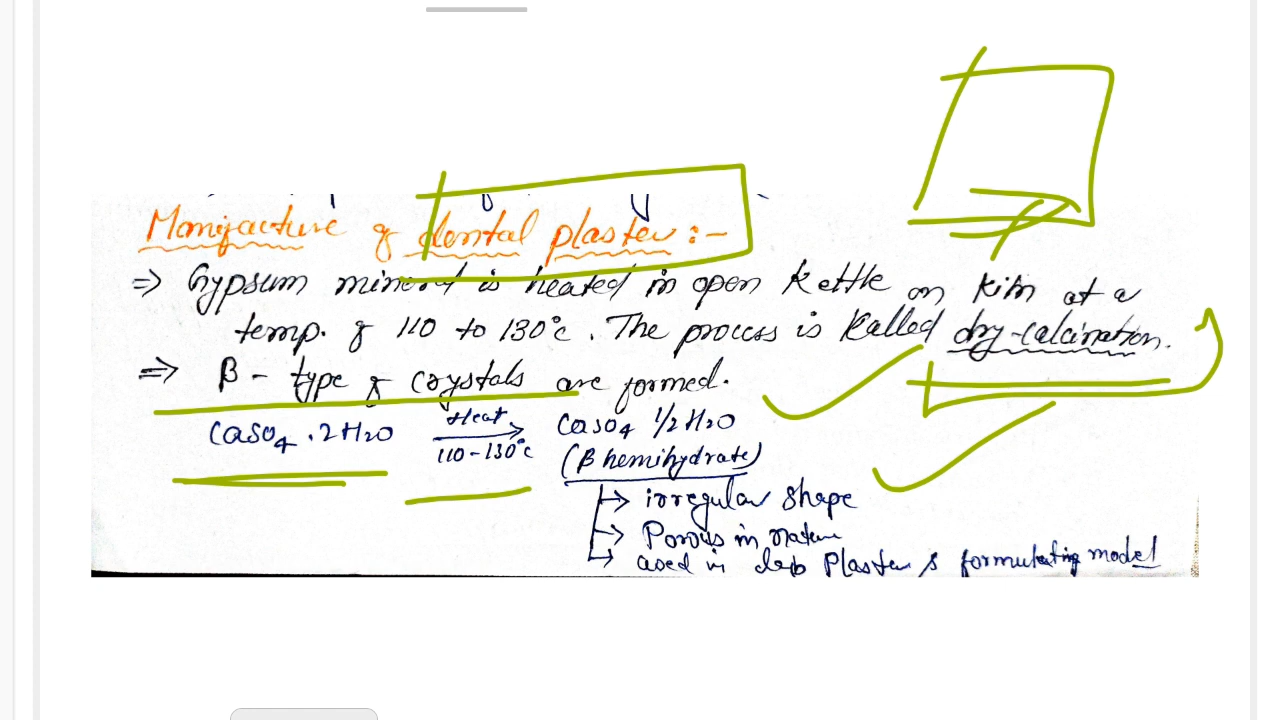 Manufacture of dental plaster :-
⇒ Gypsum mineral is heated in open kettle on kiln at a
temp. of 110 to 130°c. The process is kalled dry-calcination.
⇒ β - type of crystals are formed.
CaSO₄ . 2H₂O Heat 110-130°c → CaSO₄ 1/2 H₂O
(β hemihydrate)
→ irregular shape
→ Porous in nature
→ used in lab Plaster & formulating model